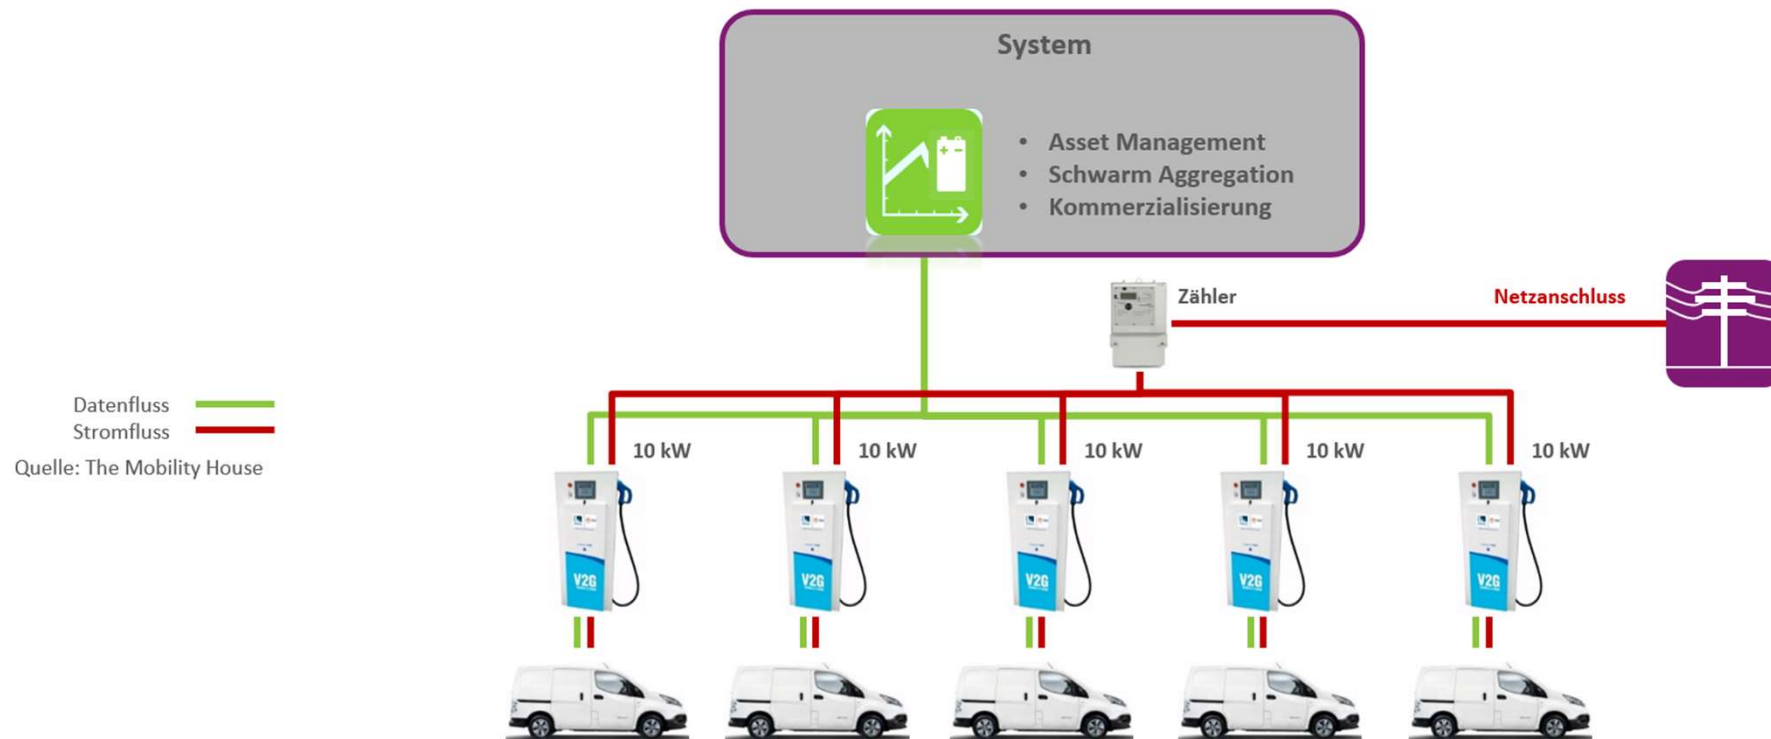 System
• Asset Management
• Schwarm Aggregation
• Kommerzialisierung
Zähler
Netzanschluss
Datenfluss
Stromfluss
Quelle: The Mobility House
10 kW
10 kW
10 kW
10 kW
10 kW
V2G
V2G
V2G
V2G
V2G